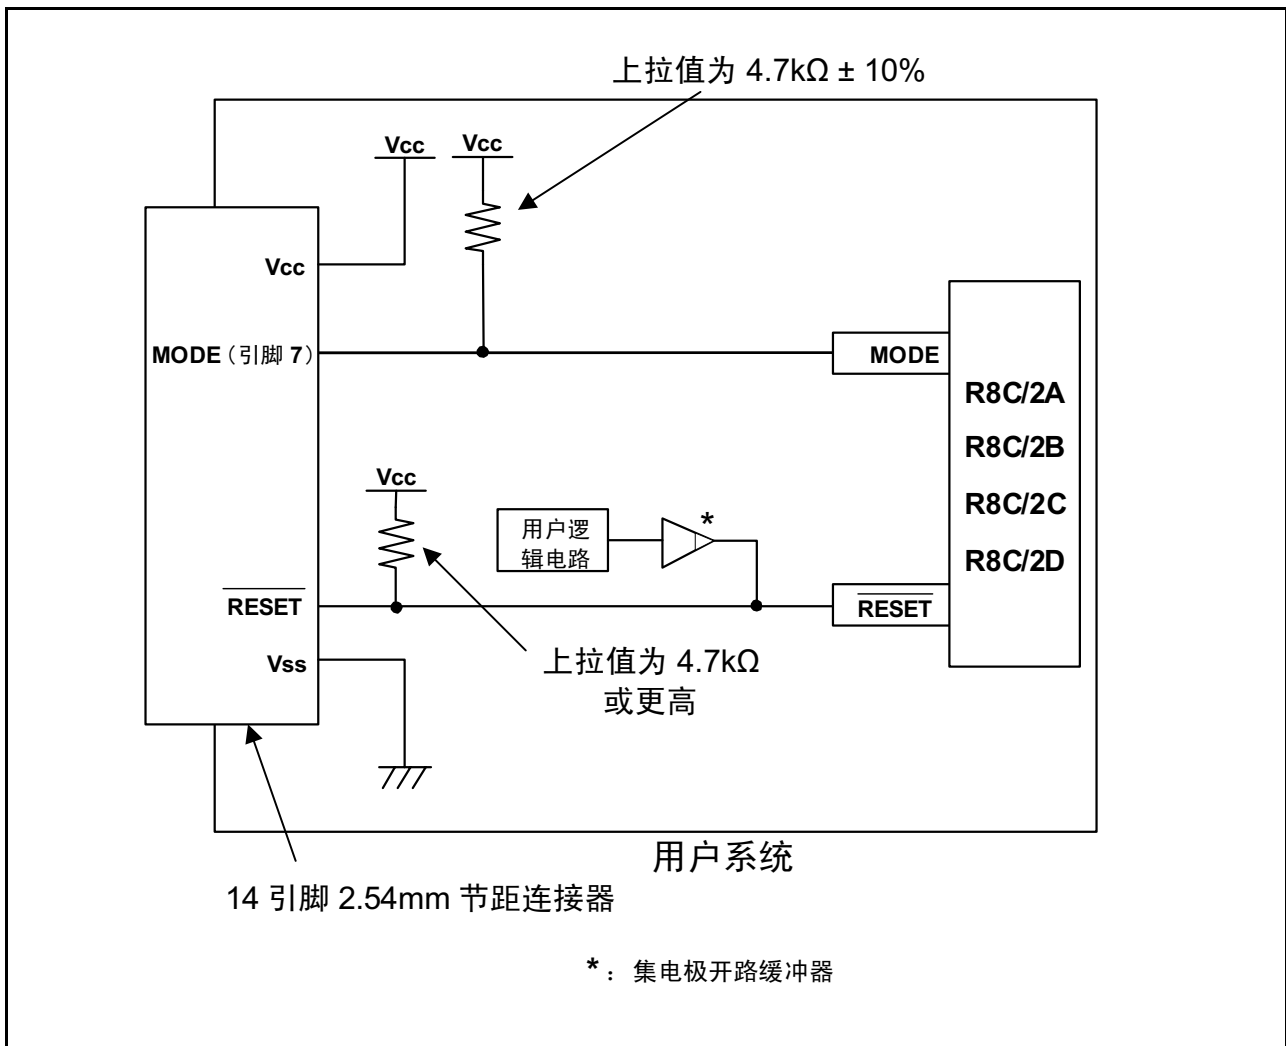 上拉值为 4.7kΩ ± 10%
Vcc
Vcc
Vcc
MODE（引脚 7）
MODE
R8C/2A
R8C/2B
R8C/2C
R8C/2D
Vcc
用户逻
辑电路
*
RESET
RESET
Vss
上拉值为 4.7kΩ
或更高
用户系统
14 引脚 2.54mm 节距连接器
*：集电极开路缓冲器